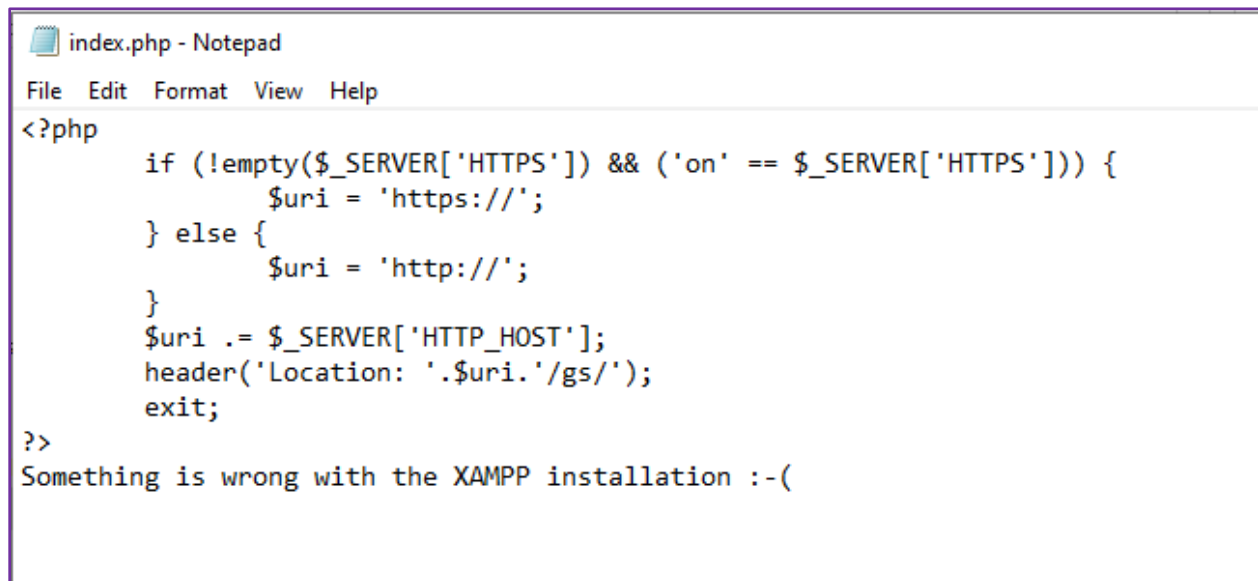 index.php - Notepad
File Edit Format View Help
<?php
        if (!empty($_SERVER['HTTPS']) && ('on' == $_SERVER['HTTPS'])) {
                $uri = 'https://';
        } else {
                $uri = 'http://';
        }
        $uri .= $_SERVER['HTTP_HOST'];
        header('Location: '.$uri.'/gs/');
        exit;
?>
Something is wrong with the XAMPP installation :-(